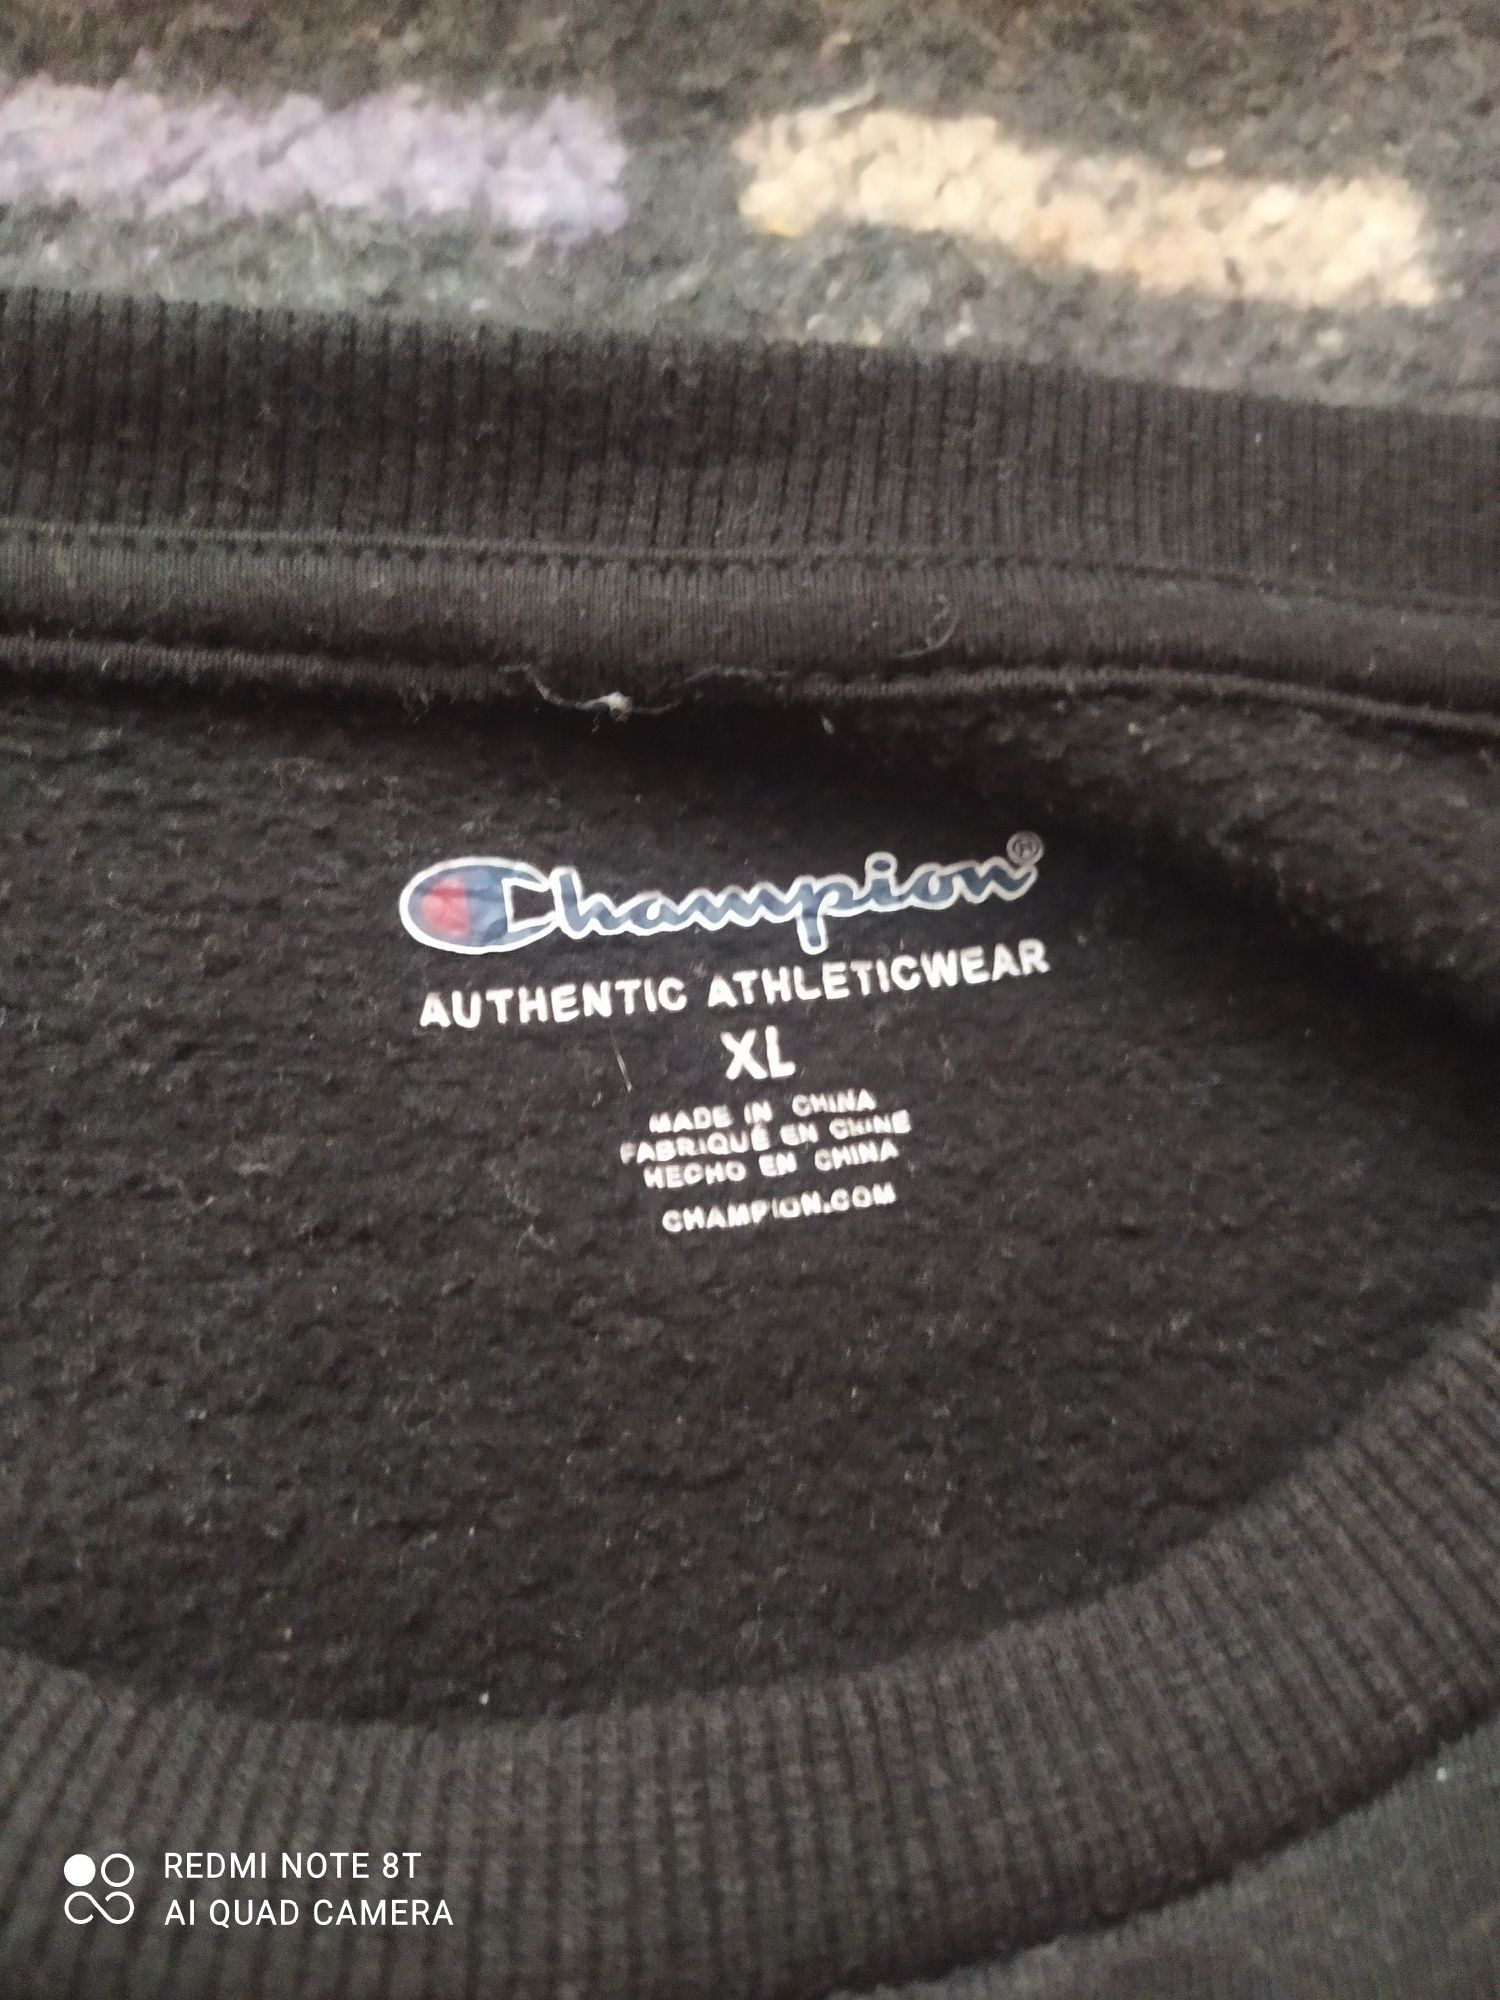 Champion®
AUTHENTIC ATHLETICWEAR
XL
MADE IN CHINA
FABRIQUÉ EN CHINE
HECHO EN CHINA
CHAMPION.COM
REDMI NOTE 8T
AI QUAD CAMERA